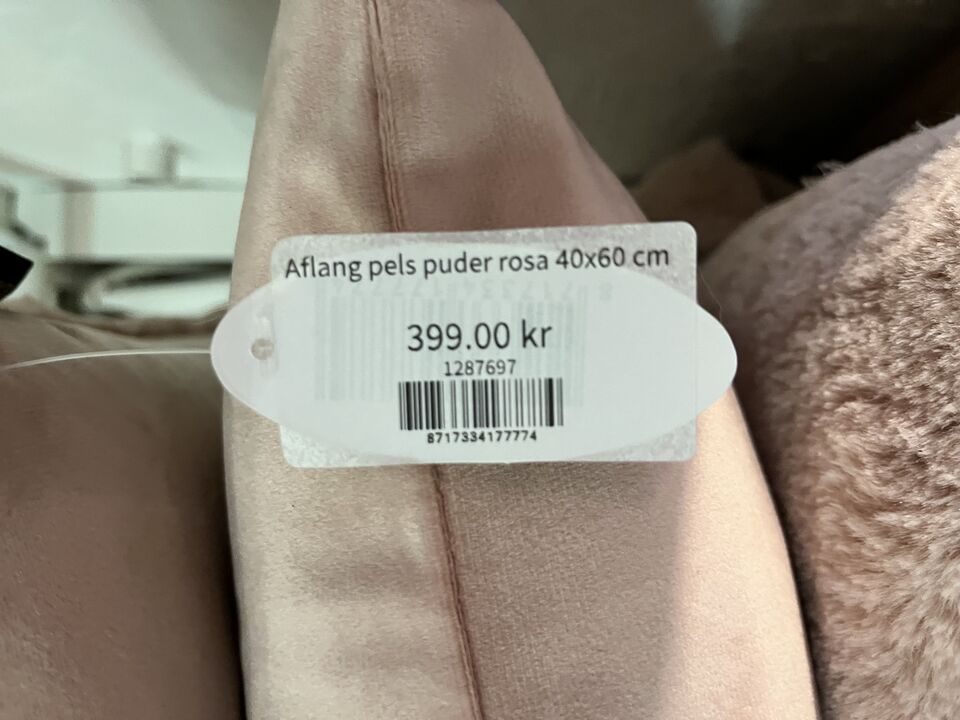 Aflang pels puder rosa 40x60 cm
399.00 kr
1287697
8717334177774